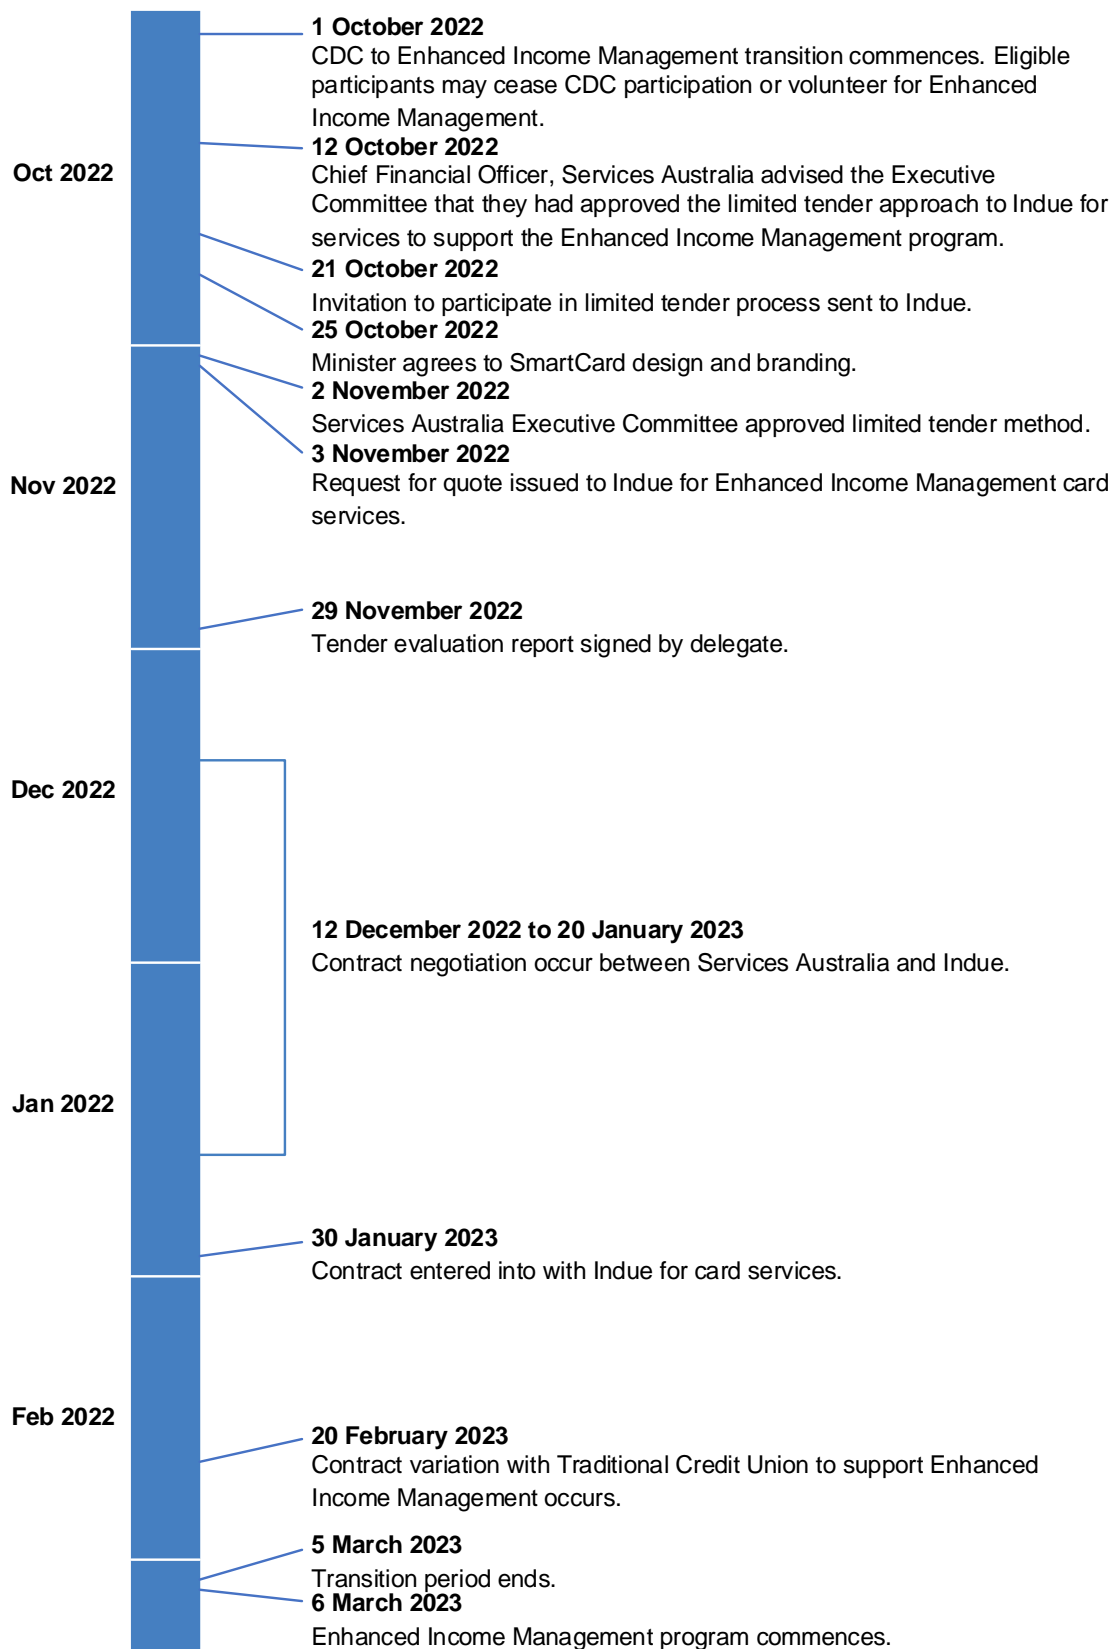 1 October 2022
CDC to Enhanced Income Management transition commences. Eligible
participants may cease CDC participation or volunteer for Enhanced
Income Management.
12 October 2022
Oct 2022
Chief Financial Officer, Services Australia advised the Executive
Committee that they had approved the limited tender approach to Indue for
services to support the Enhanced Income Management program.
21 October 2022
Invitation to participate in limited tender process sent to Indue.
25 October 2022
Minister agrees to SmartCard design and branding.
2 November 2022
Services Australia Executive Committee approved limited tender method.
3 November 2022
Nov 2022
Request for quote issued to Indue for Enhanced Income Management card
services.
29 November 2022
Tender evaluation report signed by delegate.
Dec 2022
12 December 2022 to 20 January 2023
Contract negotiation occur between Services Australia and Indue.
Jan 2022
30 January 2023
Contract entered into with Indue for card services.
Feb 2022
20 February 2023
Contract variation with Traditional Credit Union to support Enhanced
Income Management occurs.
5 March 2023
Transition period ends.
6 March 2023
Enhanced Income Management program commences.